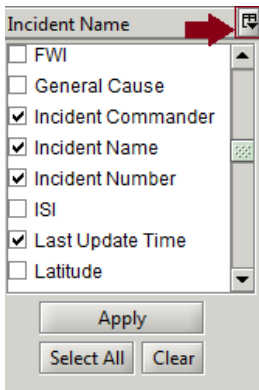 Incident Name
FWI
General Cause
Incident Commander
Incident Name
Incident Number
ISI
Last Update Time
Latitude
Apply
Select All Clear